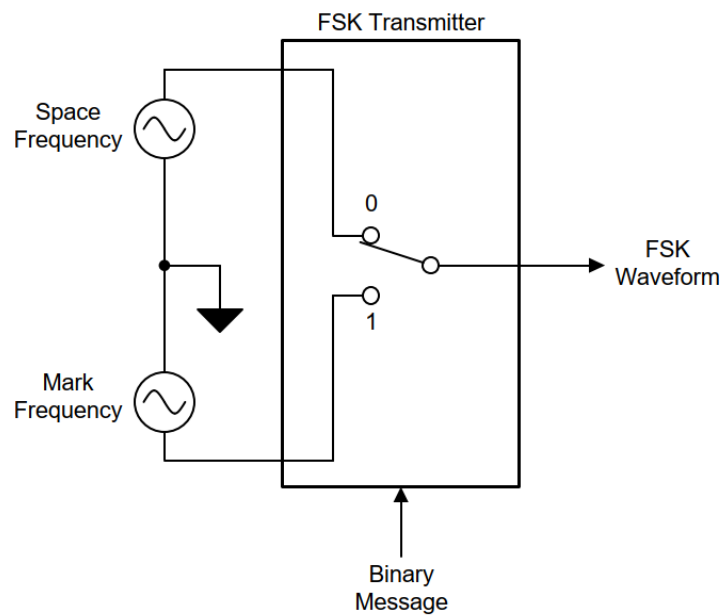 FSK Transmitter
Space
Frequency
0
FSK
Waveform
1
Mark
Frequency
Binary
Message